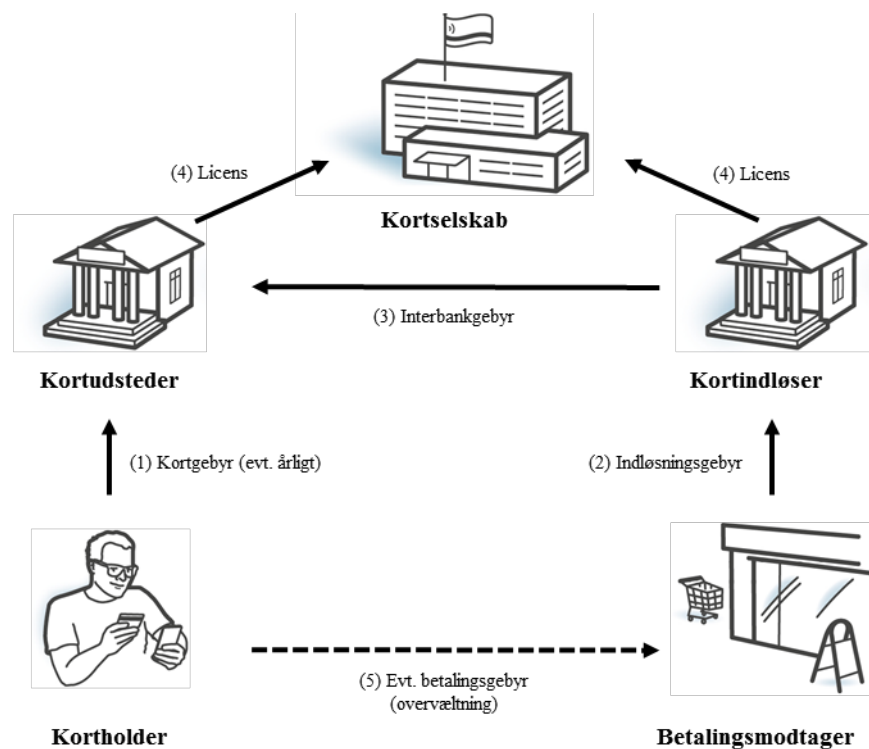 (4) Licens
(4) Licens
Kortselskab
(3) Interbankgebyr
Kortudsteder
Kortindløser
(1) Kortgebyr (evt. årligt)
(2) Indløsningsgebyr
(5) Evt. betalingsgebyr
(overvæltning)
Kortholder
Betalingsmodtager